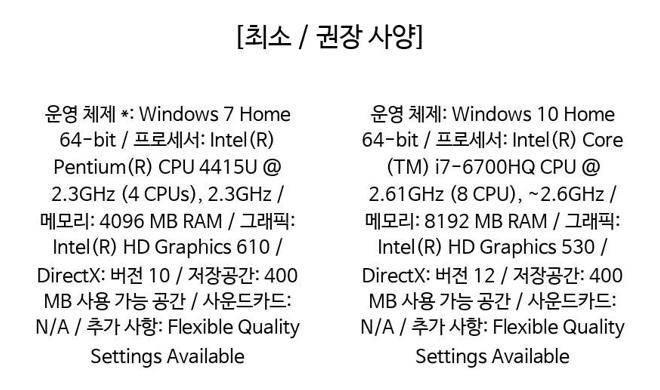 [최소 / 권장 사양]
운영 체제 *: Windows 7 Home
64-bit / 프로세서: Intel(R)
Pentium(R) CPU 4415U @
2.3GHz (4 CPUs), 2.3GHz /
메모리: 4096 MB RAM / 그래픽:
Intel(R) HD Graphics 610 /
DirectX: 버전 10 / 저장공간: 400
MB 사용 가능 공간 / 사운드카드:
N/A / 추가 사항: Flexible Quality
Settings Available
운영 체제: Windows 10 Home
64-bit / 프로세서: Intel(R) Core
(TM) i7-6700HQ CPU @
2.61GHz (8 CPU), ~2.6GHz /
메모리: 8192 MB RAM / 그래픽:
Intel(R) HD Graphics 530 /
DirectX: 버전 12 / 저장공간: 400
MB 사용 가능 공간 / 사운드카드:
N/A / 추가 사항: Flexible Quality
Settings Available